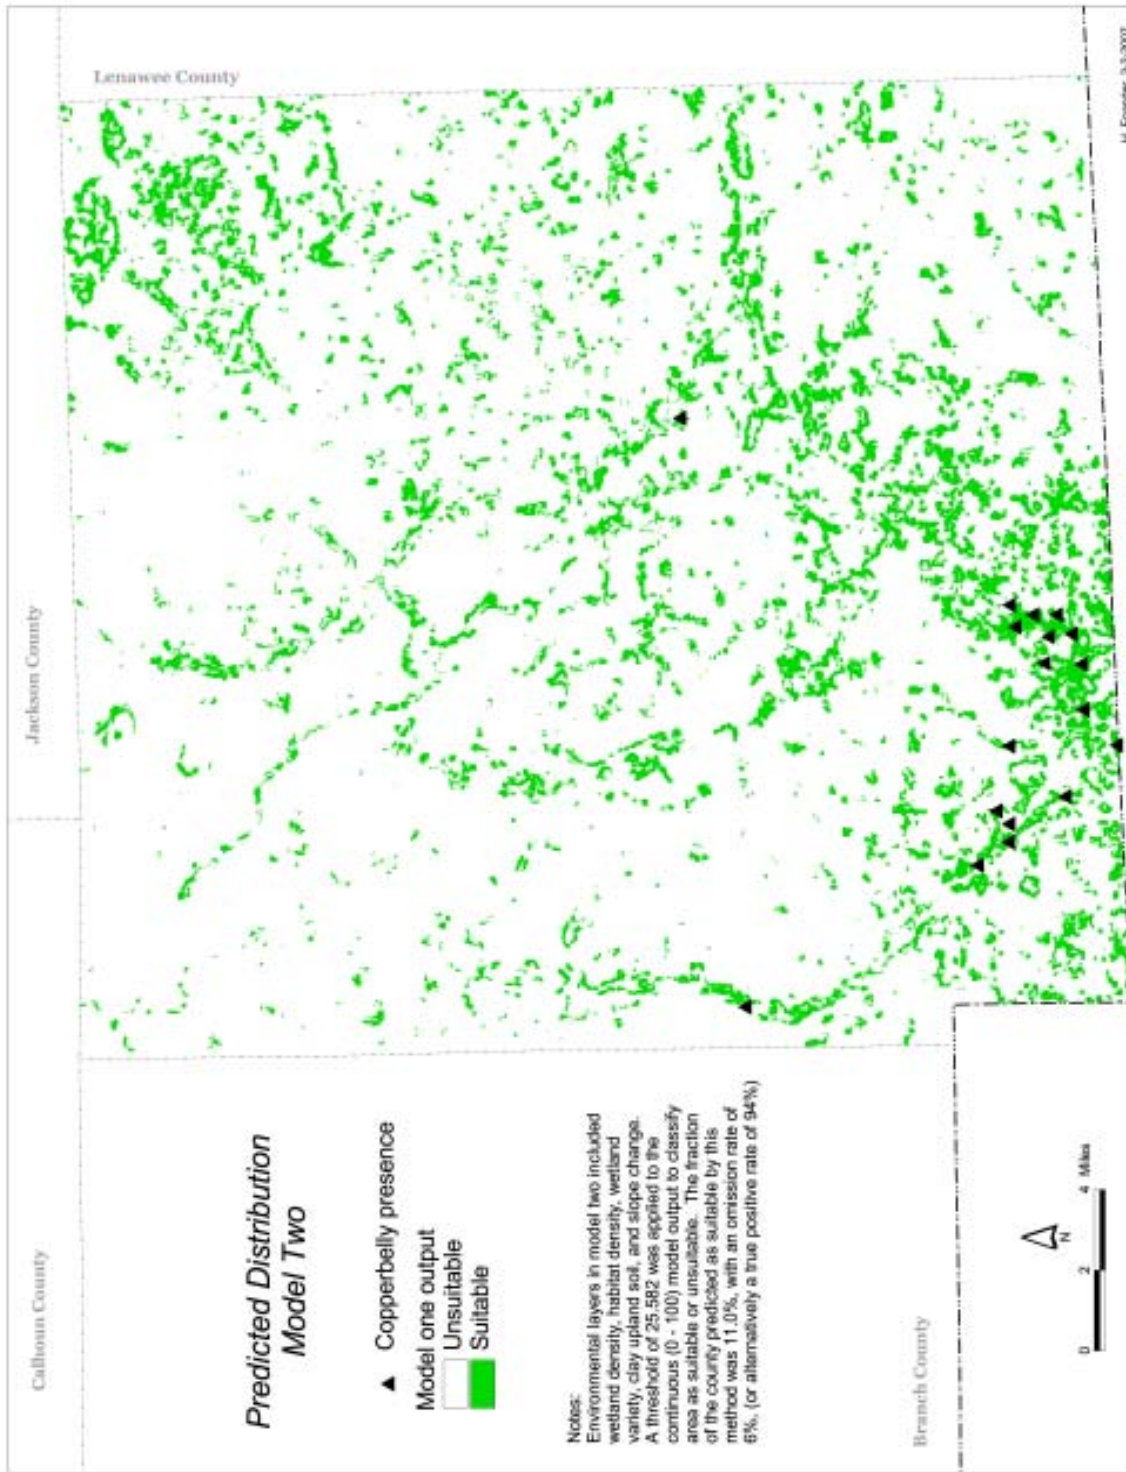 Calhoun County
Jackson County
Lenawee County
Predicted Distribution
Model Two
Copperbelly presence
Model one output
Unsuitable
Suitable
Notes:
Environmental layers in model two included
wetland density, habitat density, wetland
variety, clay upland soil, and slope change.
A threshold of 25.582 was applied to the
continuous (0 - 100) model output to classify
area as suitable or unsuitable. The fraction
of the county predicted as suitable by this
method was 11.0%, with an omission rate of
6%, (or alternatively a true positive rate of 94%)
Branch County
N
0 2 4 Miles